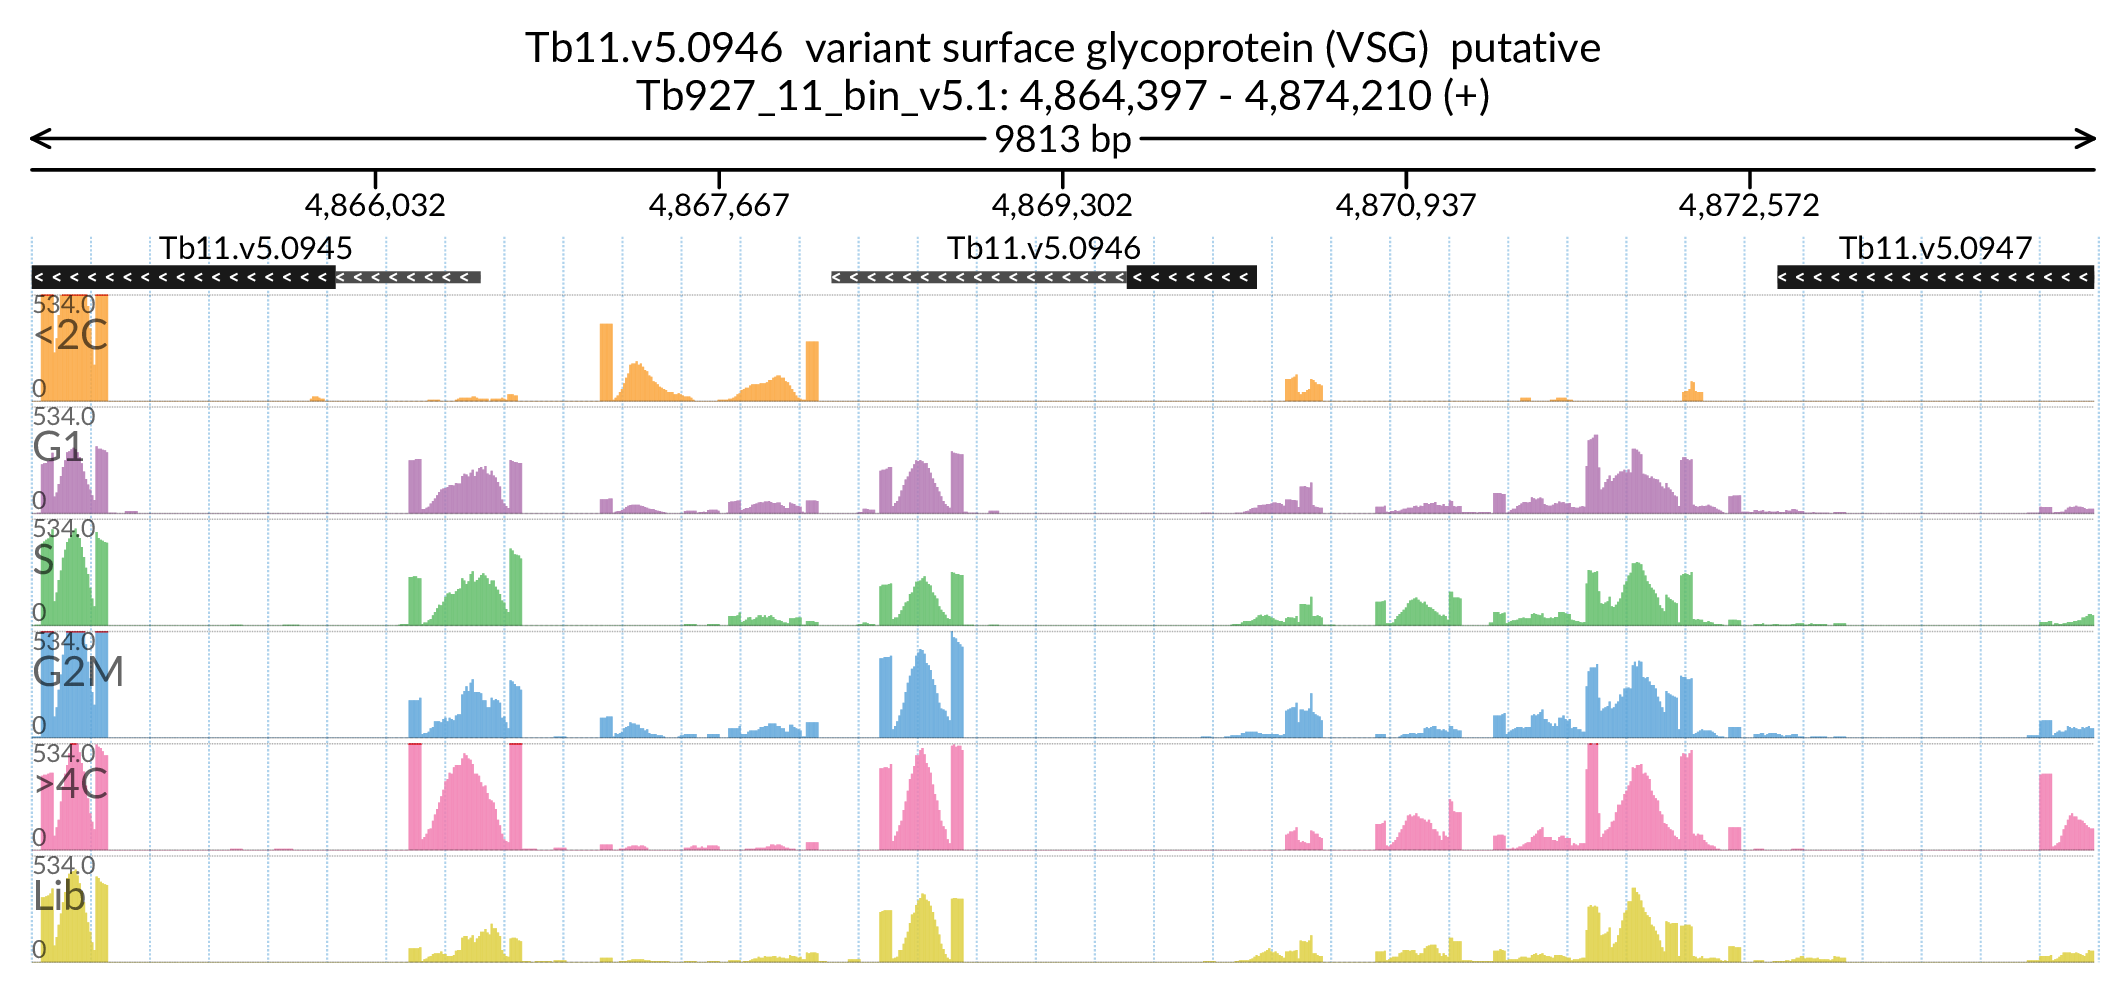 Tb11.v5.0946 variant surface glycoprotein (VSG) putative
Tb927_11_bin_v5.1: 4,864,397 - 4,874,210 (+)
9813 bp
4,866,032 4,867,667 4,869,302 4,870,937 4,872,572
Tb11.v5.0945 Tb11.v5.0946 Tb11.v5.0947
534.0
<2C
0
534.0
G1
0
534.0
S
0
534.0
G2M
0
534.0
>4C
0
534.0
Lib
0